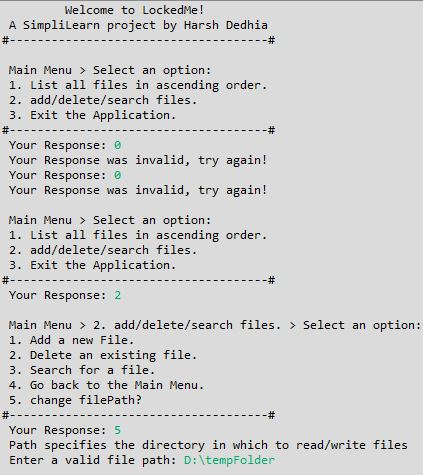 Welcome to LockedMe!
A SimpliLearn project by Harsh Dedhia
#-----------------------------------#
Main Menu > Select an option:
1. List all files in ascending order.
2. add/delete/search files.
3. Exit the Application.
#-----------------------------------#
Your Response: 0
Your Response was invalid, try again!
Your Response: 0
Your Response was invalid, try again!
Main Menu > Select an option:
1. List all files in ascending order.
2. add/delete/search files.
3. Exit the Application.
#-----------------------------------#
Your Response: 2
Main Menu > 2. add/delete/search files. > Select an option:
1. Add a new File.
2. Delete an existing file.
3. Search for a file.
4. Go back to the Main Menu.
5. change filePath?
#-----------------------------------#
Your Response: 5
Path specifies the directory in which to read/write files
Enter a valid file path: D:\tempFolder